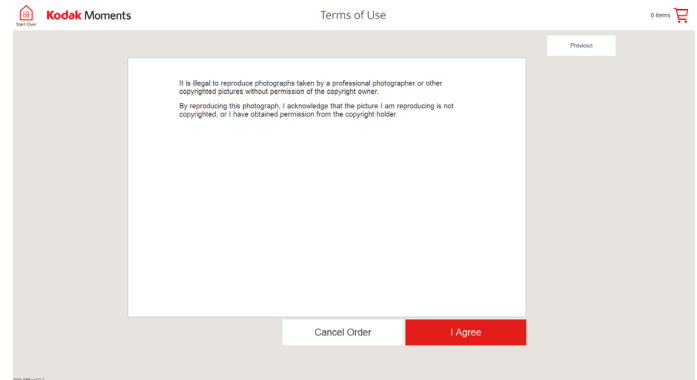 Kodak Moments
Terms of Use
0 Items
Start Over
Previous
It is illegal to reproduce photographs taken by a professional photographer or other
copyrighted pictures without permission of the copyright owner.
By reproducing this photograph, I acknowledge that the picture I am reproducing is not
copyrighted, or I have obtained permission from the copyright holder.
Cancel Order
I Agree